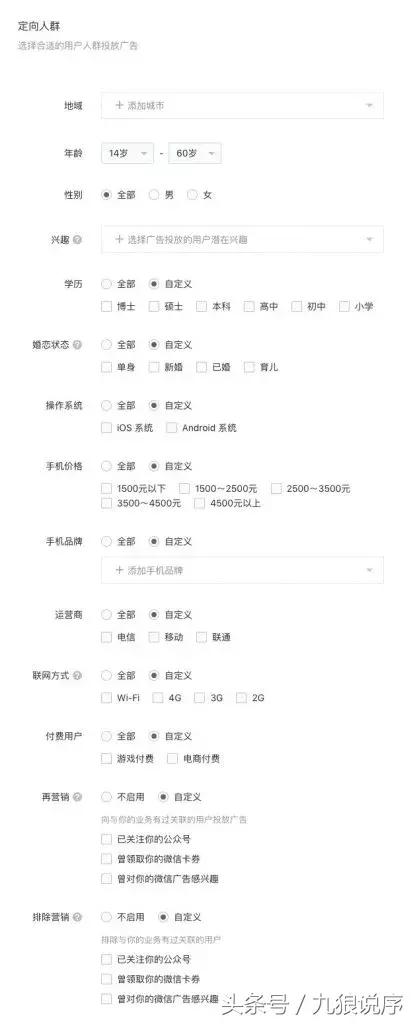 定向人群
选择合适的用户人群投放广告
地域 + 添加城市
年龄 14岁 - 60岁
性别 全部 男 女
兴趣 ? + 选择广告投放的用户潜在兴趣
学历 全部 自定义
博士 硕士 本科 高中 初中 小学
婚恋状态 ? 全部 自定义
单身 新婚 已婚 育儿
操作系统 全部 自定义
iOS 系统 Android 系统
手机价格 全部 自定义
1500元以下 1500～2500元 2500～3500元
3500～4500元 4500元以上
手机品牌 全部 自定义
+ 添加手机品牌
运营商 全部 自定义
电信 移动 联通
联网方式 ? 全部 自定义
Wi-Fi 4G 3G 2G
付费用户 全部 自定义
游戏付费 电商付费
再营销 ? 不启用 自定义
向与你的业务有过关联的用户投放广告
已关注你的公众号
曾领取你的微信卡券
曾对你的微信广告感兴趣
排除营销 ? 不启用 自定义
排除与你的业务有过关联的用户
已关注你的公众号
曾领取你的微信卡券
曾对你的微信广告感兴趣
头条号 / 九狼说序